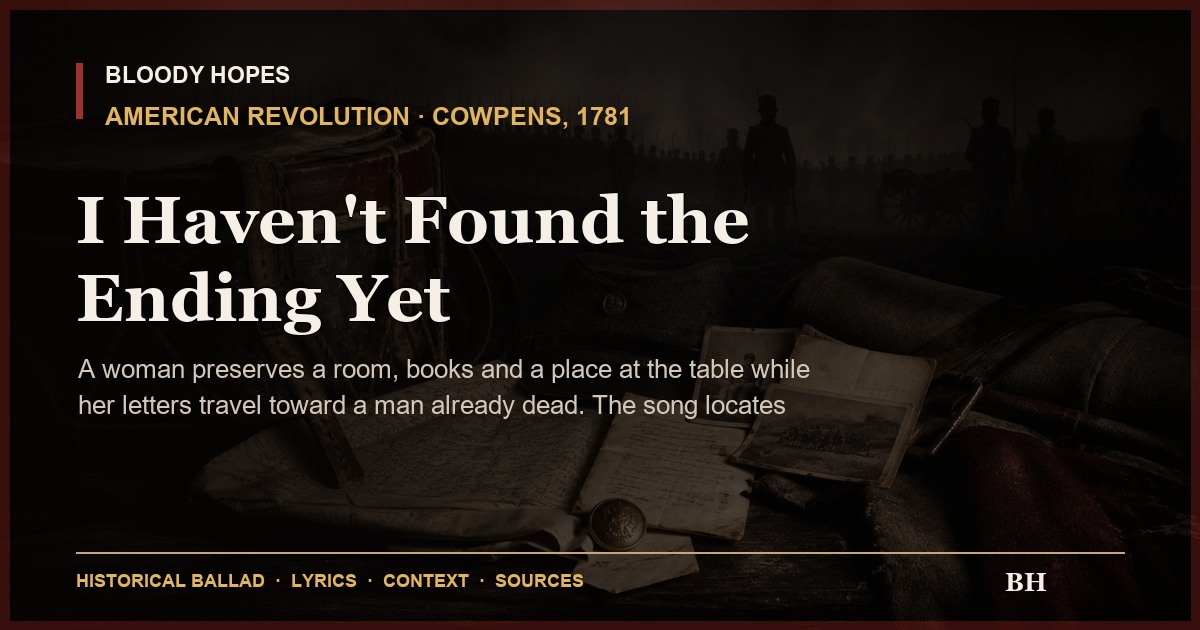 BLOODY HOPES
AMERICAN REVOLUTION · COWPENS, 1781
I Haven't Found the
Ending Yet
A woman preserves a room, books and a place at the table while
her letters travel toward a man already dead. The song locates
HISTORICAL BALLAD · LYRICS · CONTEXT · SOURCES
BH